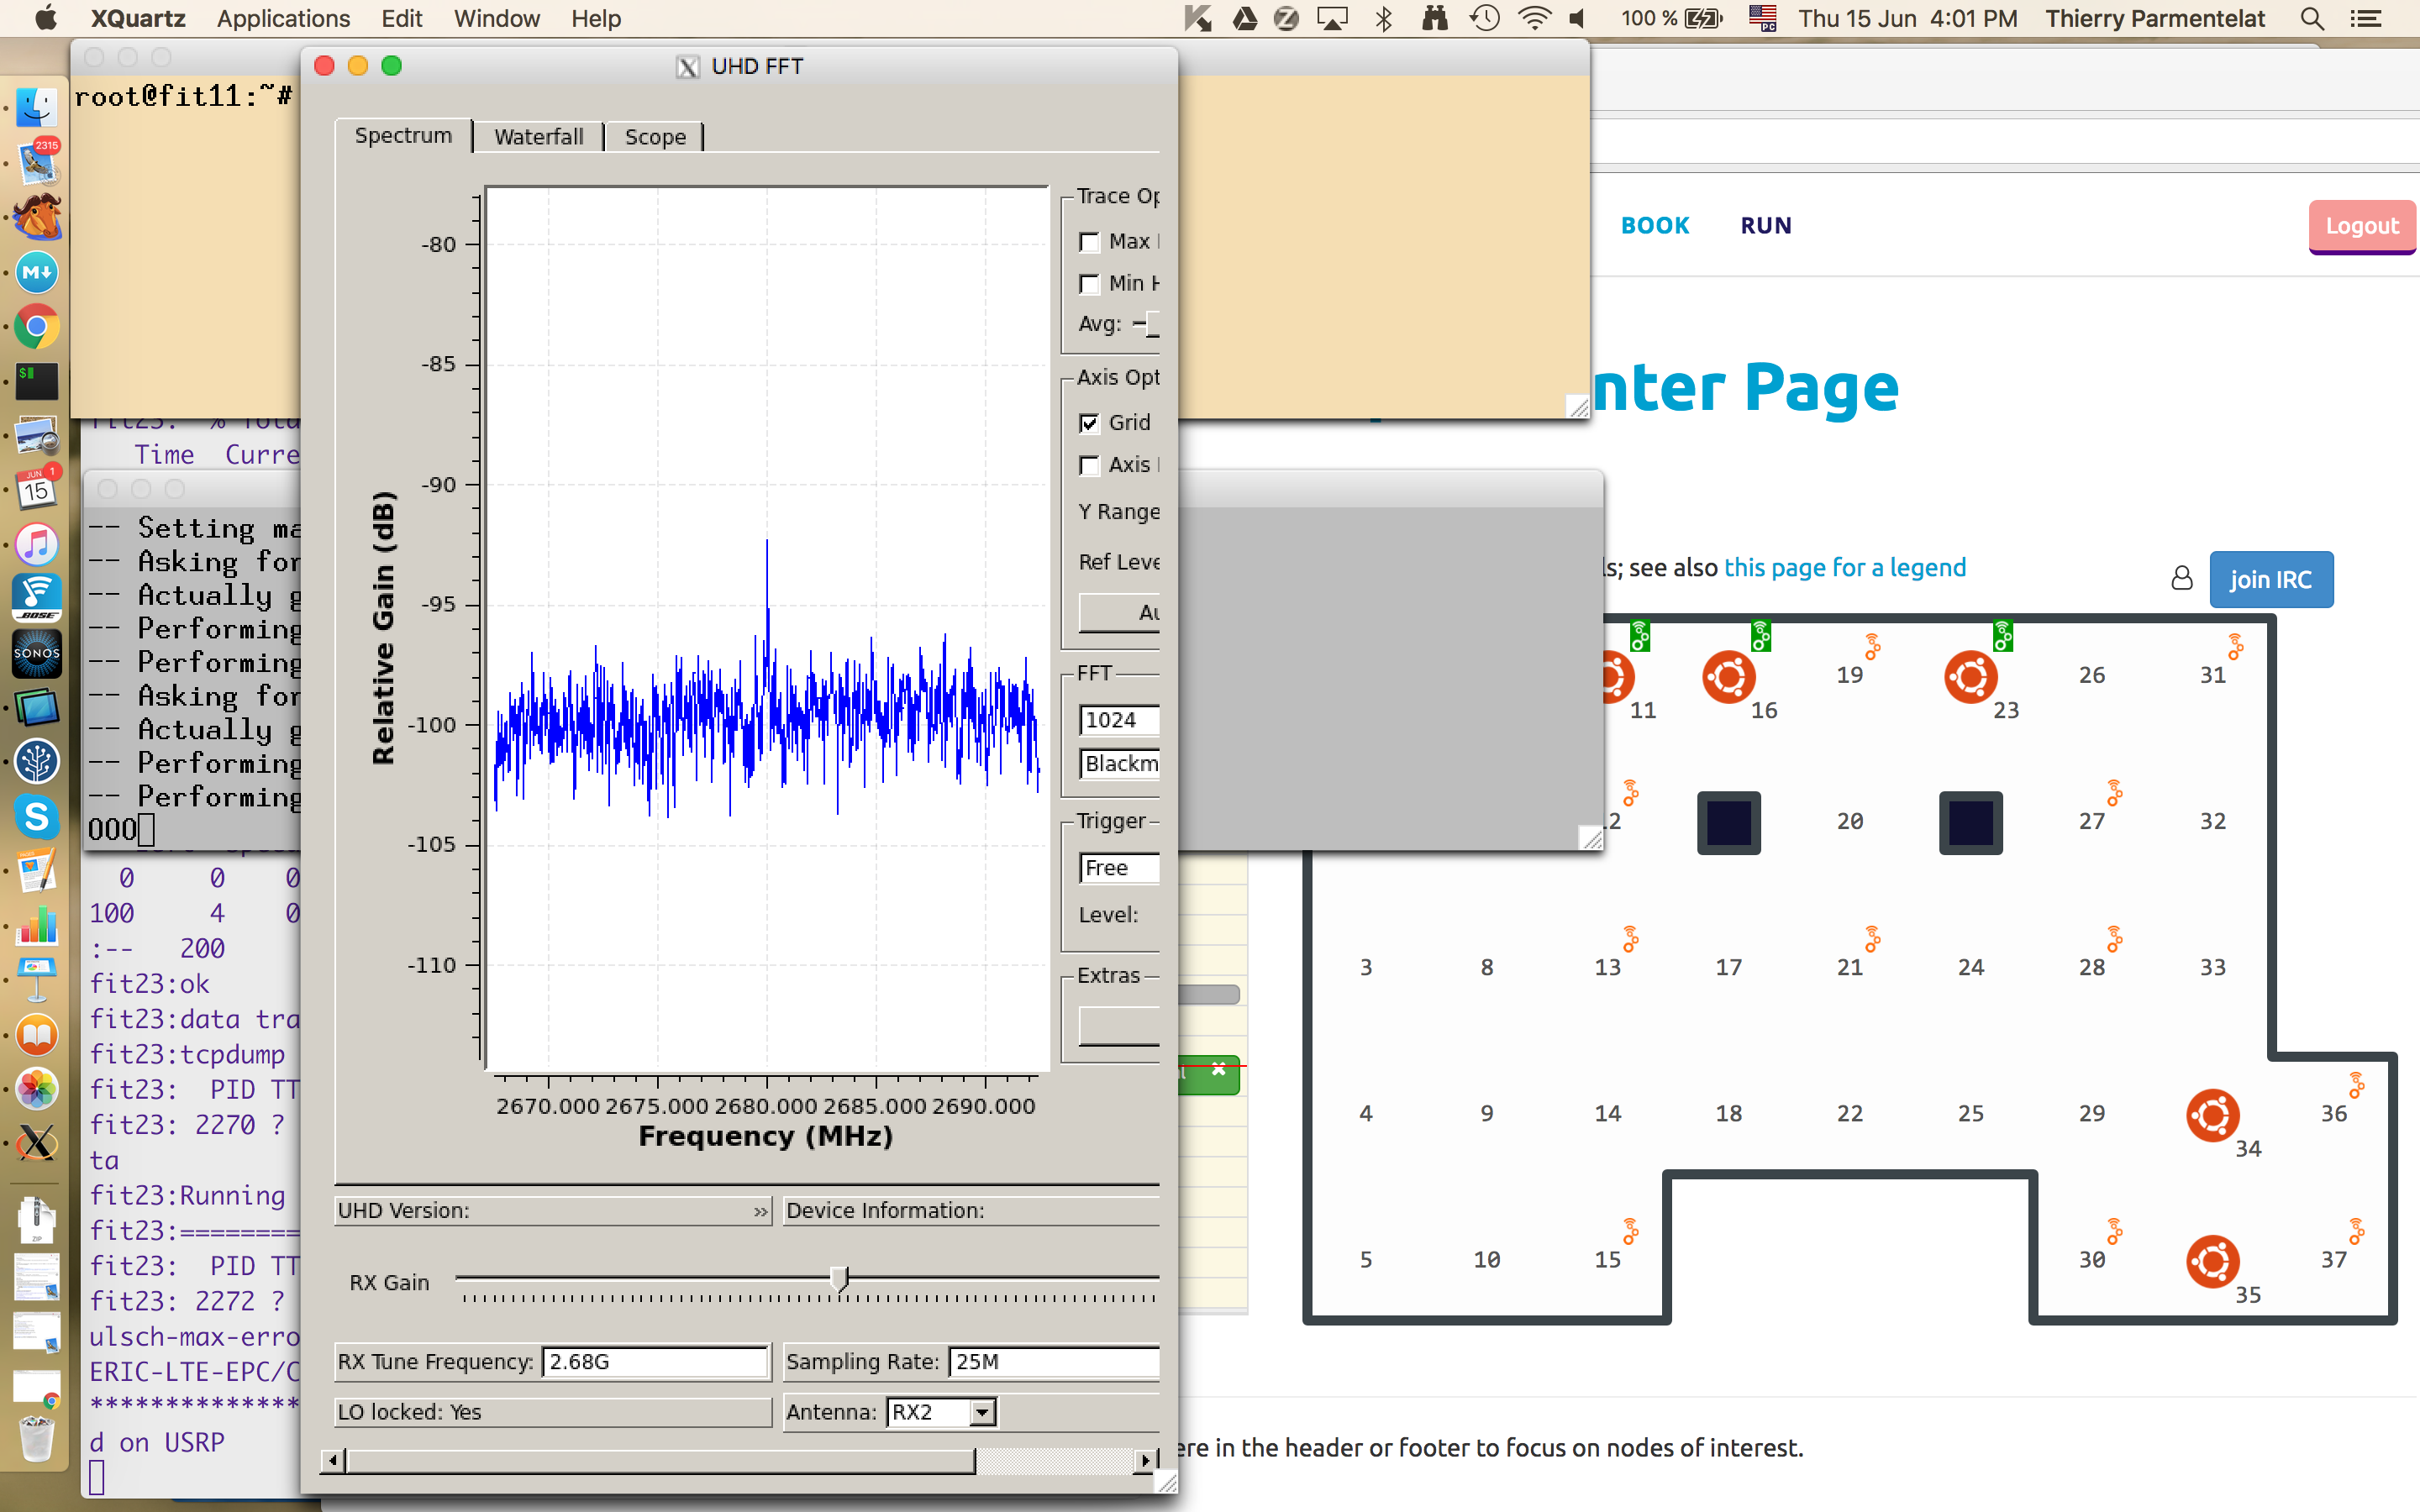 XQuartz Applications Edit Window Help
100 % PC Thu 15 Jun 4:01 PM Thierry Parmentelat
root@fit11:~#
UHD FFT
Spectrum Waterfall Scope
Trace Op
Max
Min H
Avg:
Axis Opt
Grid
Axis
Y Range
Ref Leve
Au
FFT
1024
Blackm
Trigger
Free
Level:
Extras
-80
-85
-90
-95
-100
-105
-110
Relative Gain (dB)
2670.000 2675.000 2680.000 2685.000 2690.000
Frequency (MHz)
UHD Version: >> Device Information:
RX Gain
RX Tune Frequency: 2.68G Sampling Rate: 25M
LO locked: Yes Antenna: RX2
2315
M
$
JUN 1
15
BOSE
SONOS
S
ZIP
Time Curre
-- Setting ma
-- Asking for
-- Actually g
-- Performing
-- Performing
-- Asking for
-- Actually g
-- Performing
-- Performing
OOO
0 0 0
100 4 0
:-- 200
fit23:ok
fit23:data tra
fit23:tcpdump
fit23: PID TT
fit23: 2270 ?
ta
fit23:Running
fit23:=========
fit23: PID TT
fit23: 2272 ?
ulsch-max-erro
ERIC-LTE-EPC/C
**************
d on USRP
BOOK RUN Logout
nter Page
ls; see also this page for a legend join IRC
11 16 19 23 26 31
2 20 27 32
3 8 13 17 21 24 28 33
4 9 14 18 22 25 29 34 36
5 10 15 30 35 37
ere in the header or footer to focus on nodes of interest.